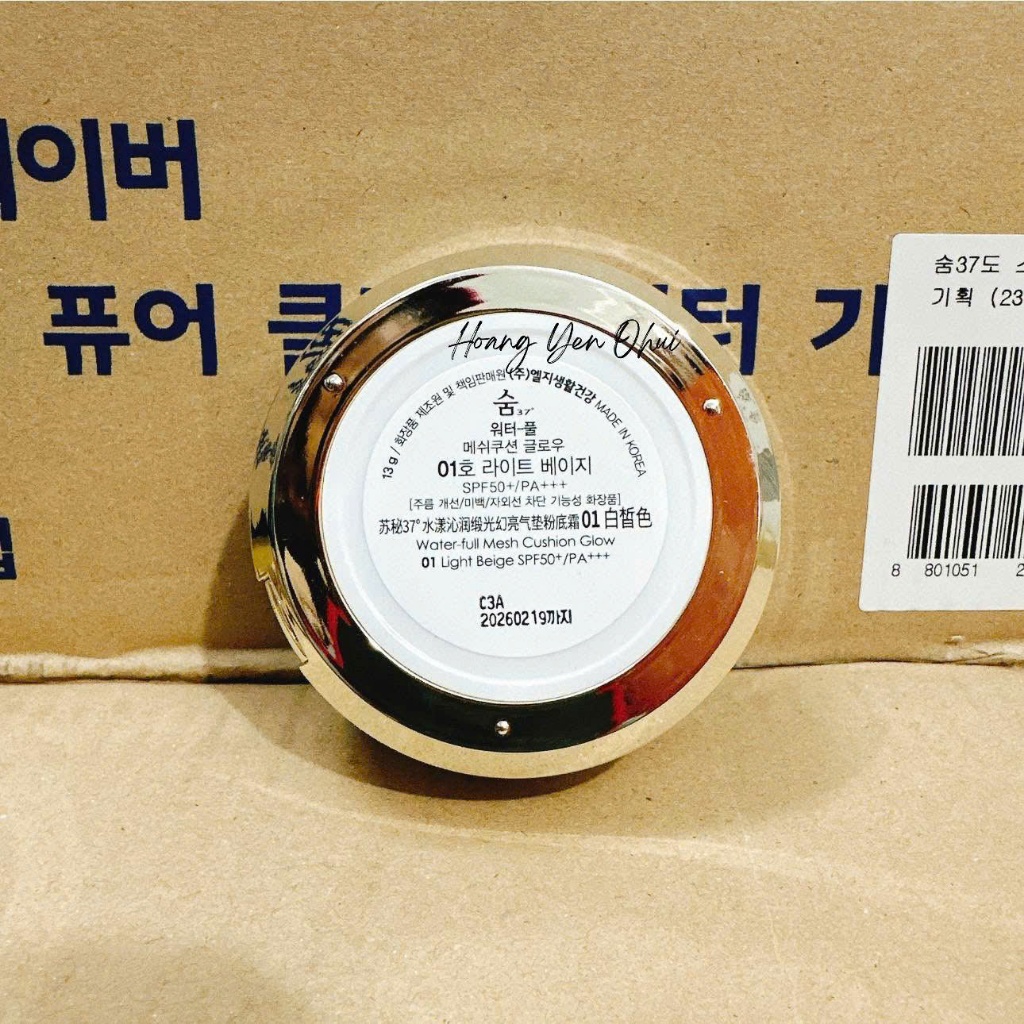 이버
퓨어
기
숨37도
기획 (23
8 801051 2
Hoang Yen Ohui
13g / 화장품 제조원 및 책임판매원 (주)엘지생활건강 MADE IN KOREA
숨37°
워터-풀
메쉬쿠션 글로우
01호 라이트 베이지
SPF50+/PA+++
[주름 개선/미백/자외선 차단 기능성 화장품]
苏秘37°水漾沁润缎光幻亮气垫粉底霜 01 白皙色
Water-full Mesh Cushion Glow
01 Light Beige SPF50+/PA+++
C3A
20260219까지